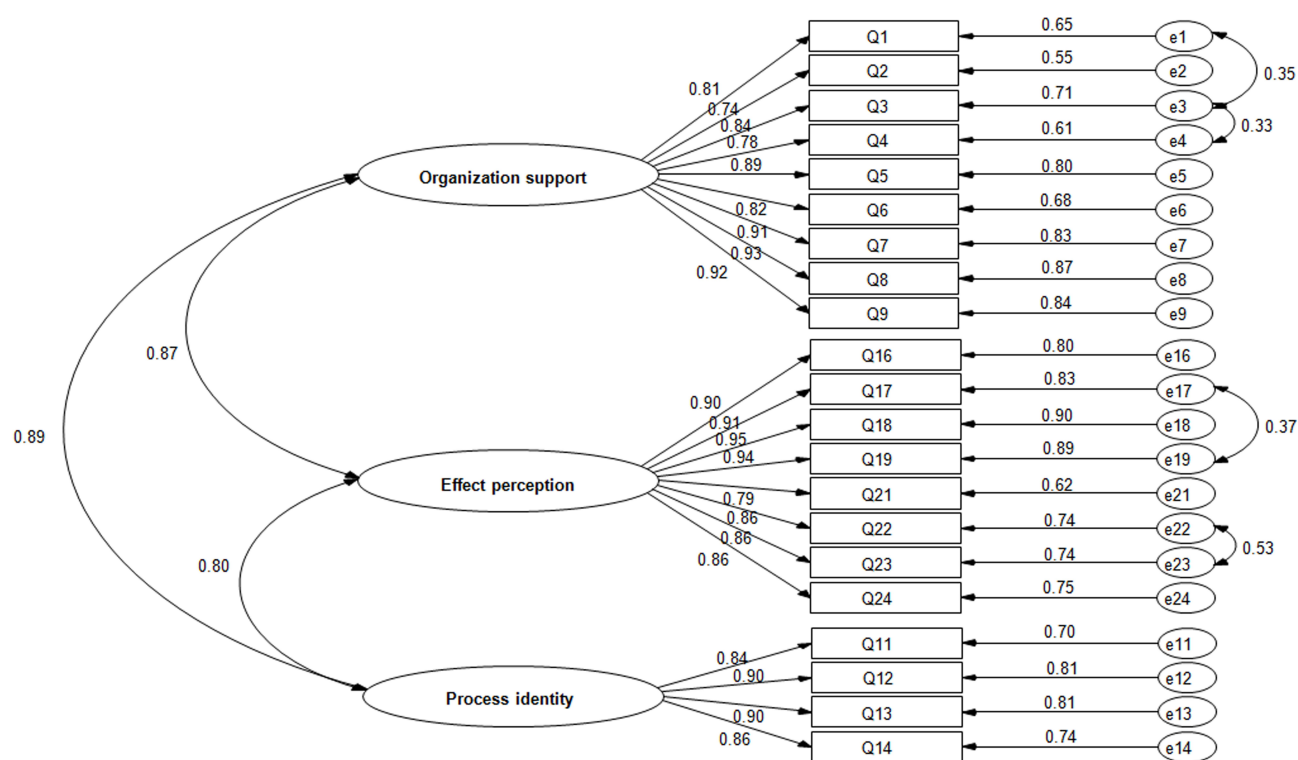 Q1 0.65 e1
Q2 0.55 e2
0.35
0.81
Q3 0.71 e3
0.74
0.84
0.33
Q4 0.61 e4
0.78
0.89
Organization support
Q5 0.80 e5
Q6 0.68 e6
0.82
0.91
Q7 0.83 e7
0.93
0.92
Q8 0.87 e8
Q9 0.84 e9
0.87
Q16 0.80 e16
Q17 0.83 e17
0.90
0.91
Q18 0.90 e18
0.37
0.89
0.95
0.94
Q19 0.89 e19
Effect perception
Q21 0.62 e21
0.79
0.86
Q22 0.74 e22
0.86
0.53
0.86
Q23 0.74 e23
0.80
Q24 0.75 e24
Q11 0.70 e11
0.84
0.90
Q12 0.81 e12
Process identity
Q13 0.81 e13
0.90
0.86
Q14 0.74 e14